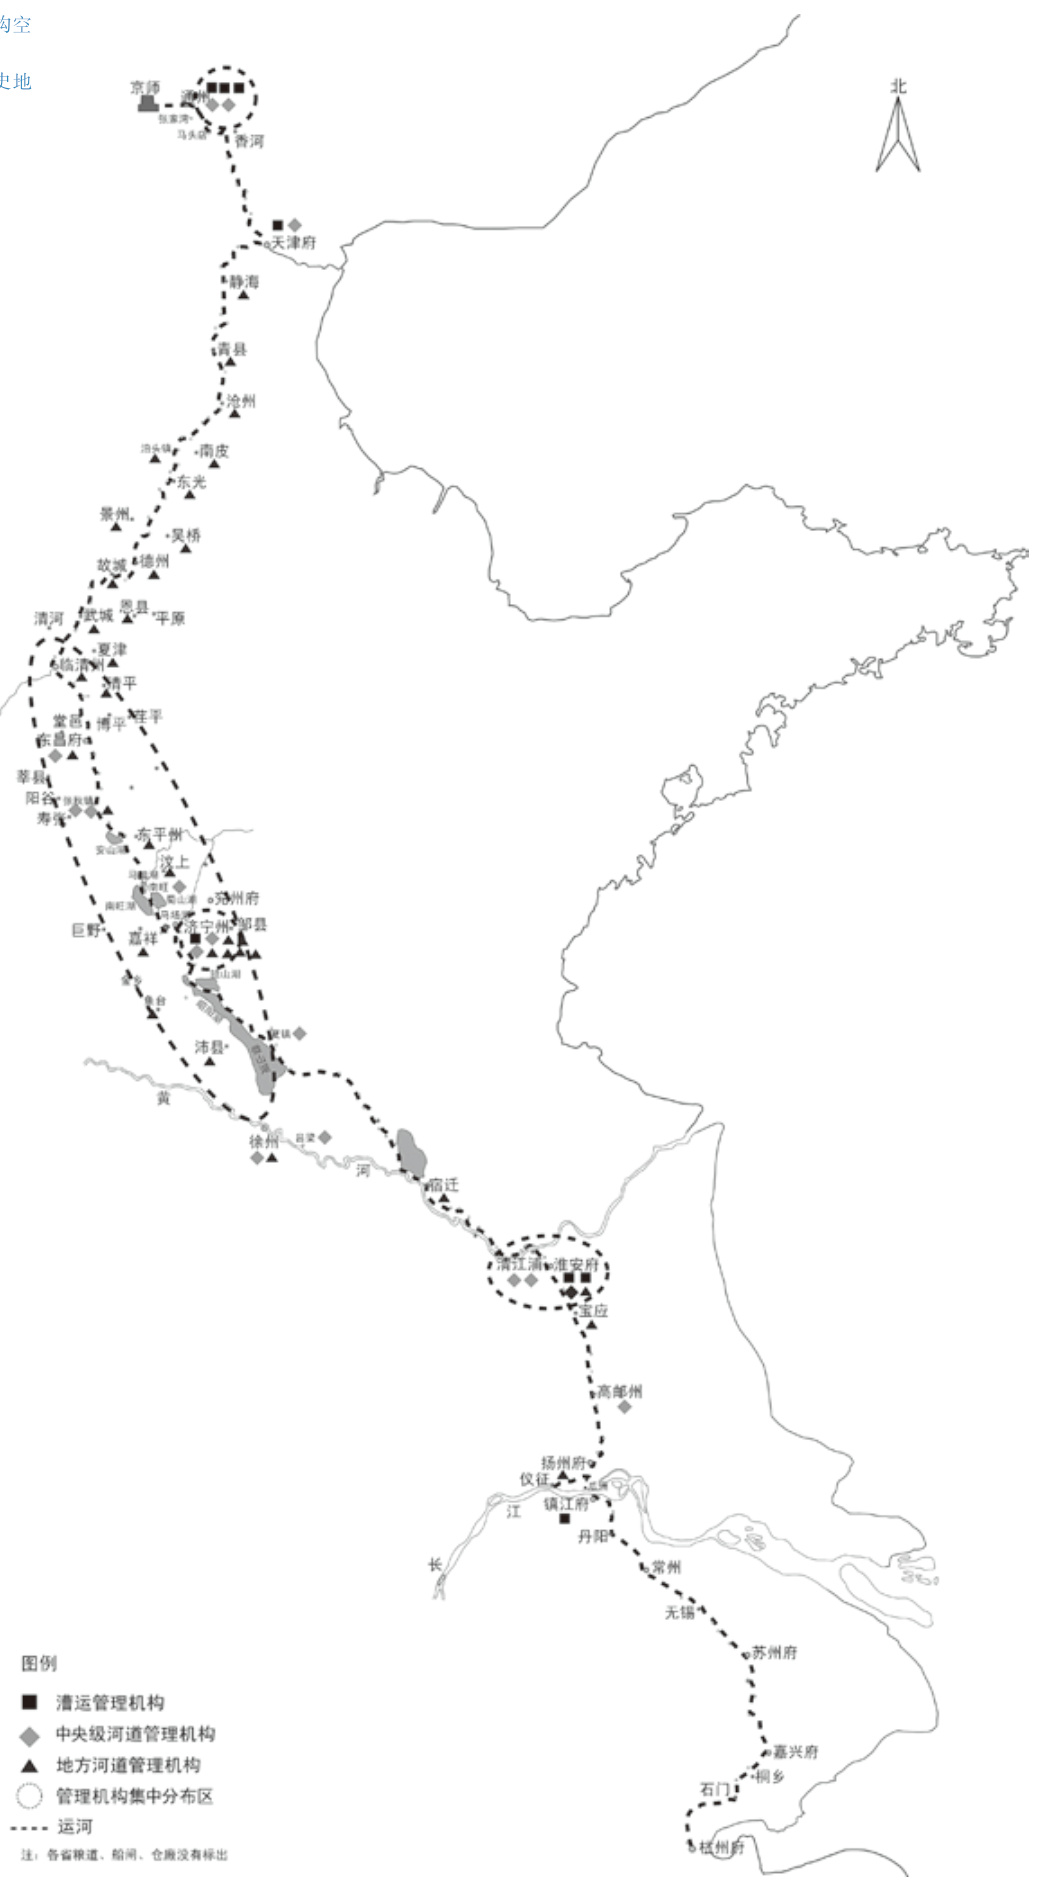 构空
史地
北
京师
通州
张家湾
马头店
香河
天津府
静海
青县
沧州
泊头镇
南皮
东光
景州
吴桥
故城
德州
恩县
平原
清河
武城
夏津
临清州
清平
堂邑
博平
茌平
东昌府
莘县
阳谷
张秋镇
寿张
东平州
安山湖
汶上
南旺
蜀山湖
南旺湖
马场湖
兖州府
巨野
嘉祥
济宁州
邹县
金乡
鱼台
沛县
夏镇
黄
徐州
吕梁
河
宿迁
清江浦
淮安府
宝应
高邮州
扬州府
仪征
瓜洲
镇江府
江
丹阳
长
常州
无锡
苏州府
嘉兴府
桐乡
石门
杭州府
图例
漕运管理机构
中央级河道管理机构
地方河道管理机构
管理机构集中分布区
运河
注：各省粮道、船闸、仓廒没有标出